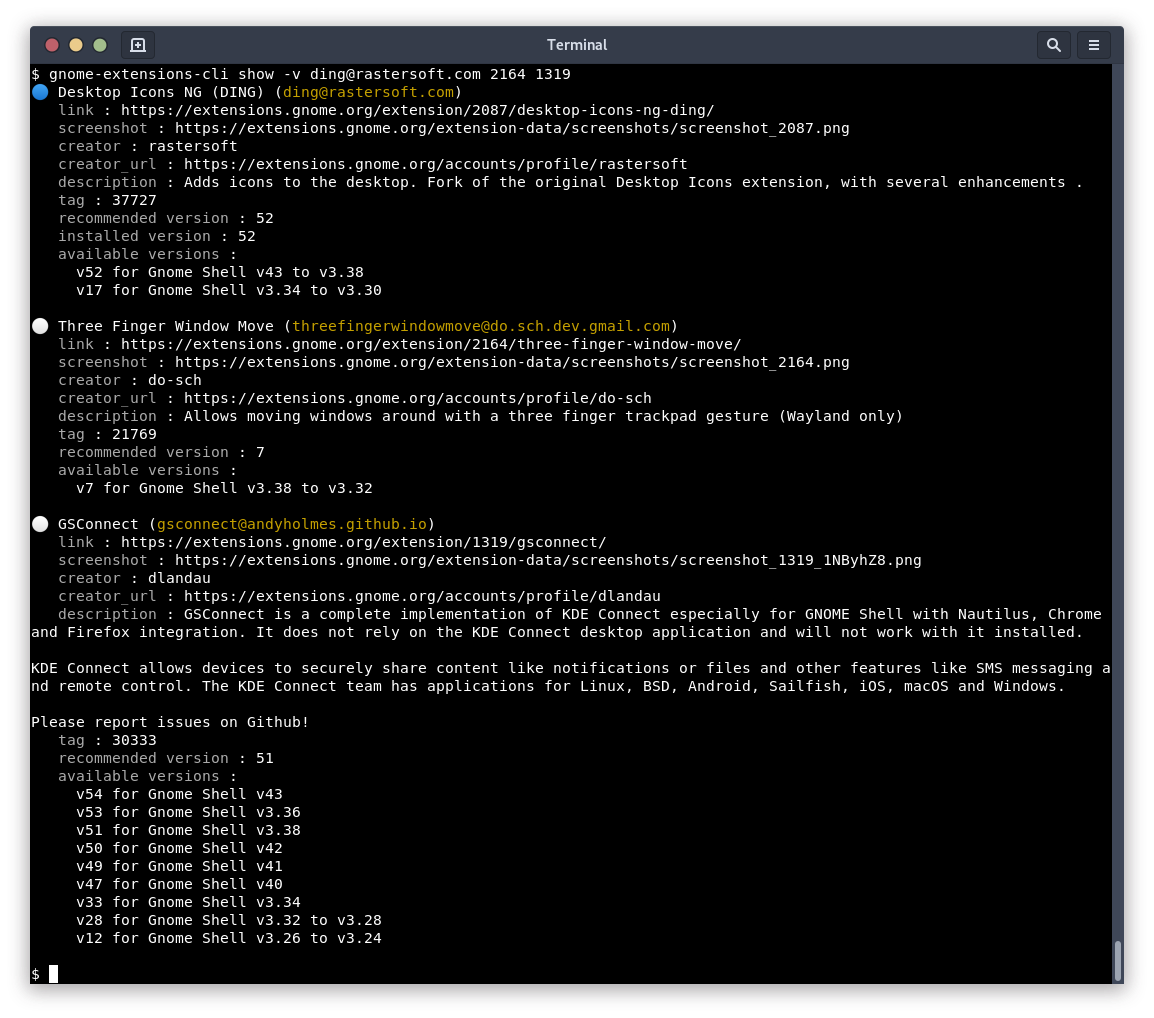 Terminal
$ gnome-extensions-cli show -v ding@rastersoft.com 2164 1319
Desktop Icons NG (DING) (ding@rastersoft.com)
link : https://extensions.gnome.org/extension/2087/desktop-icons-ng-ding/
screenshot : https://extensions.gnome.org/extension-data/screenshots/screenshot_2087.png
creator : rastersoft
creator_url : https://extensions.gnome.org/accounts/profile/rastersoft
description : Adds icons to the desktop. Fork of the original Desktop Icons extension, with several enhancements .
tag : 37727
recommended version : 52
installed version : 52
available versions :
v52 for Gnome Shell v43 to v3.38
v17 for Gnome Shell v3.34 to v3.30
Three Finger Window Move (threefingerwindowmove@do.sch.dev.gmail.com)
link : https://extensions.gnome.org/extension/2164/three-finger-window-move/
screenshot : https://extensions.gnome.org/extension-data/screenshots/screenshot_2164.png
creator : do-sch
creator_url : https://extensions.gnome.org/accounts/profile/do-sch
description : Allows moving windows around with a three finger trackpad gesture (Wayland only)
tag : 21769
recommended version : 7
available versions :
v7 for Gnome Shell v3.38 to v3.32
GSConnect (gsconnect@andyholmes.github.io)
link : https://extensions.gnome.org/extension/1319/gsconnect/
screenshot : https://extensions.gnome.org/extension-data/screenshots/screenshot_1319_1NByhZ8.png
creator : dlandau
creator_url : https://extensions.gnome.org/accounts/profile/dlandau
description : GSConnect is a complete implementation of KDE Connect especially for GNOME Shell with Nautilus, Chrome
and Firefox integration. It does not rely on the KDE Connect desktop application and will not work with it installed.
KDE Connect allows devices to securely share content like notifications or files and other features like SMS messaging a
nd remote control. The KDE Connect team has applications for Linux, BSD, Android, Sailfish, iOS, macOS and Windows.
Please report issues on Github!
tag : 30333
recommended version : 51
available versions :
v54 for Gnome Shell v43
v53 for Gnome Shell v3.36
v51 for Gnome Shell v3.38
v50 for Gnome Shell v42
v49 for Gnome Shell v41
v47 for Gnome Shell v40
v33 for Gnome Shell v3.34
v28 for Gnome Shell v3.32 to v3.28
v12 for Gnome Shell v3.26 to v3.24
$